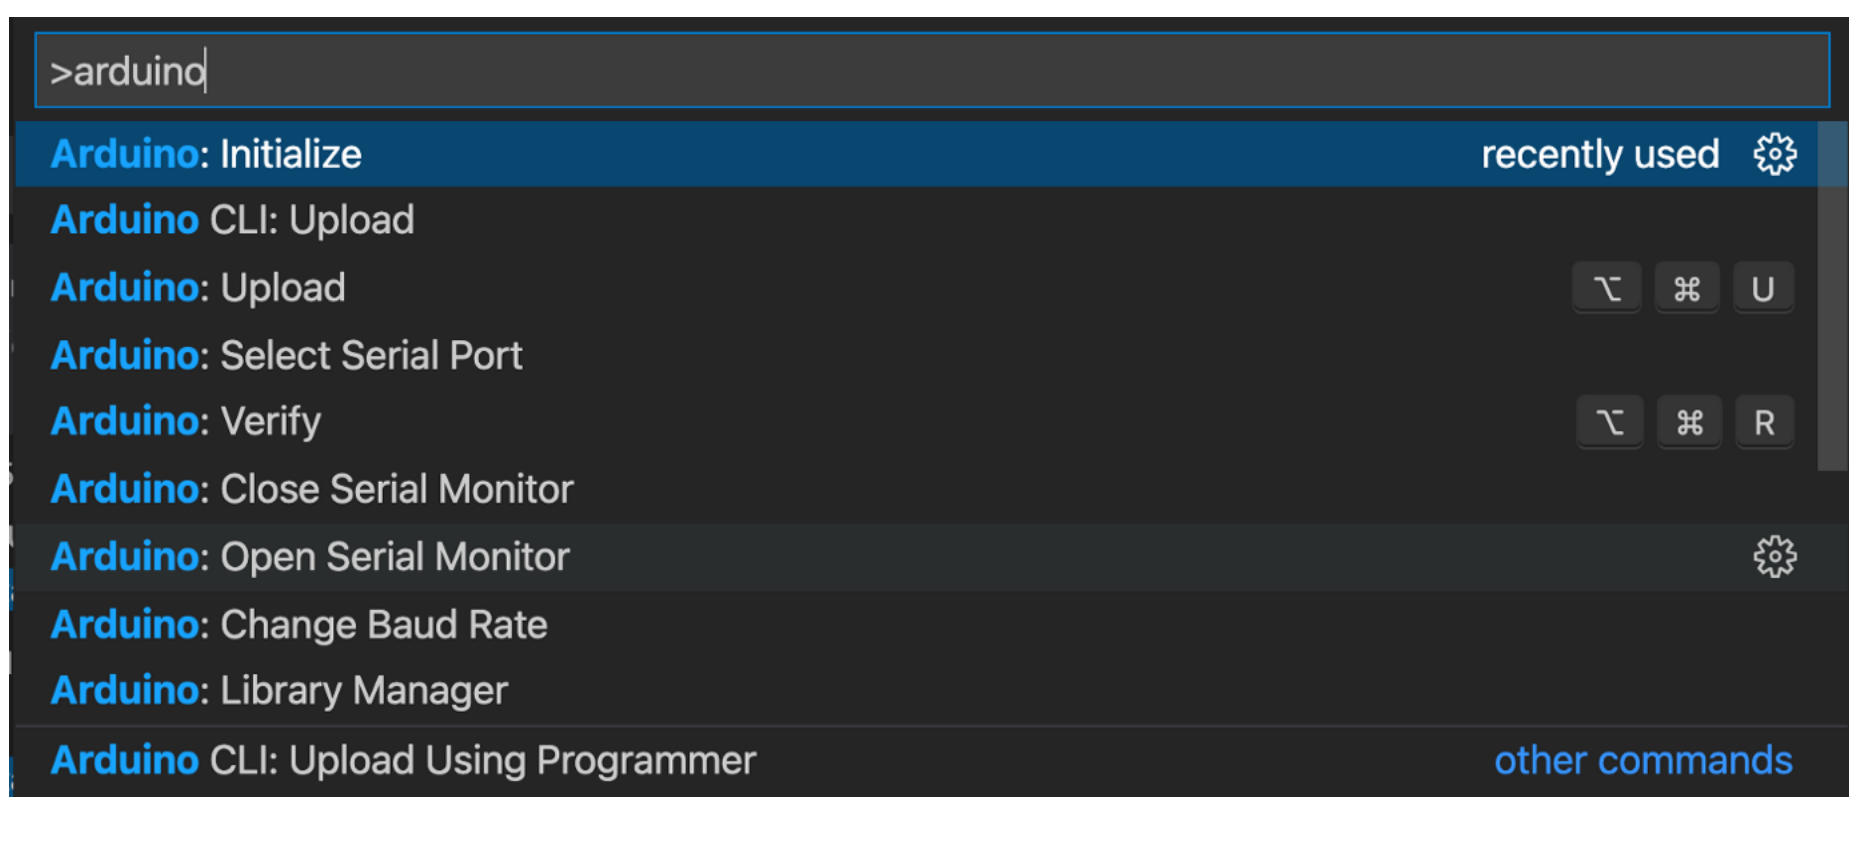 >arduino
Arduino: Initialize recently used
Arduino CLI: Upload
Arduino: Upload ⌥ ⌘ U
Arduino: Select Serial Port
Arduino: Verify ⌥ ⌘ R
Arduino: Close Serial Monitor
Arduino: Open Serial Monitor
Arduino: Change Baud Rate
Arduino: Library Manager
Arduino CLI: Upload Using Programmer other commands